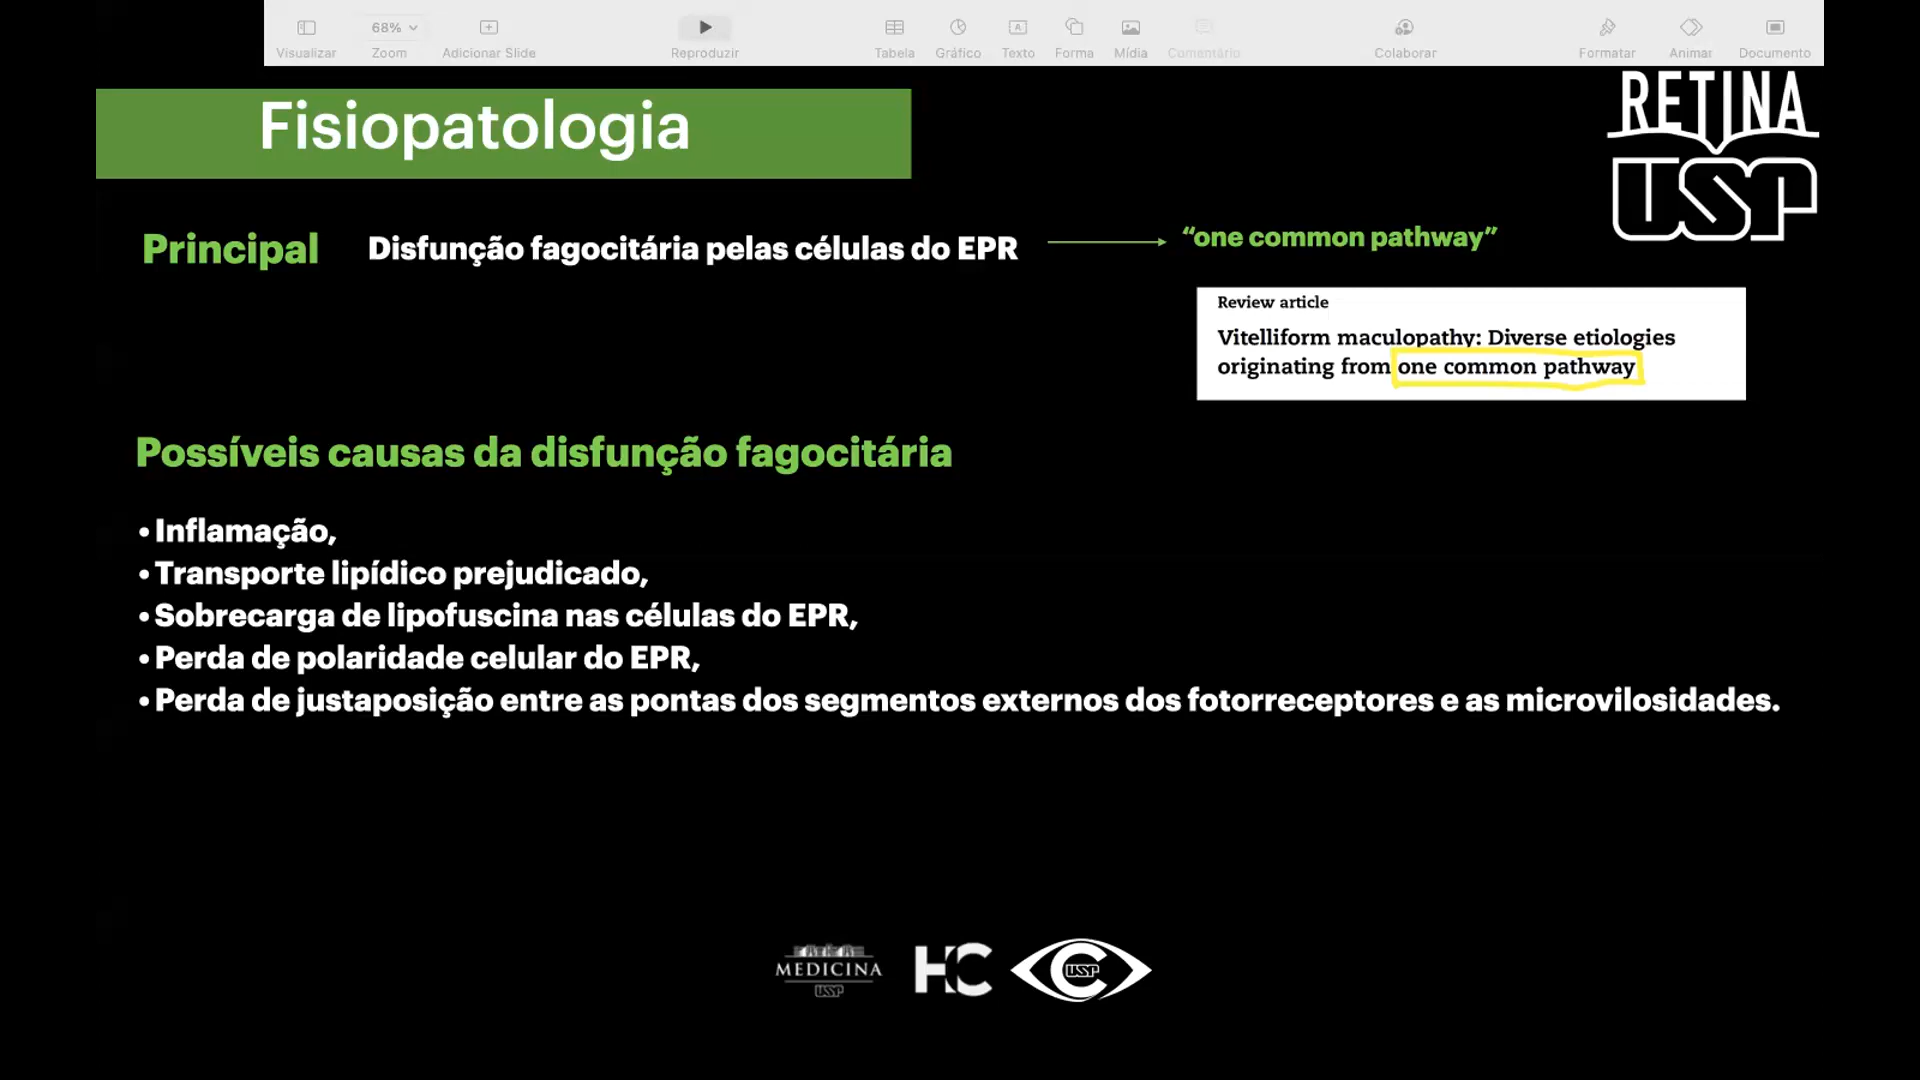 Visualizar
68%
Zoom
Adicionar Slide
Reproduzir
Tabela
Gráfico
Texto
Forma
Mídia
Comentário
Colaborar
Formatar
Animar
Documento
Fisiopatologia
RETINA
USP
Principal
Disfunção fagocitária pelas células do EPR
“one common pathway”
Review article
Vitelliform maculopathy: Diverse etiologies
originating from one common pathway
Possíveis causas da disfunção fagocitária
• Inflamação,
• Transporte lipídico prejudicado,
• Sobrecarga de lipofuscina nas células do EPR,
• Perda de polaridade celular do EPR,
• Perda de justaposição entre as pontas dos segmentos externos dos fotorreceptores e as microvilosidades.
MEDICINA
USP
HC
C
USP